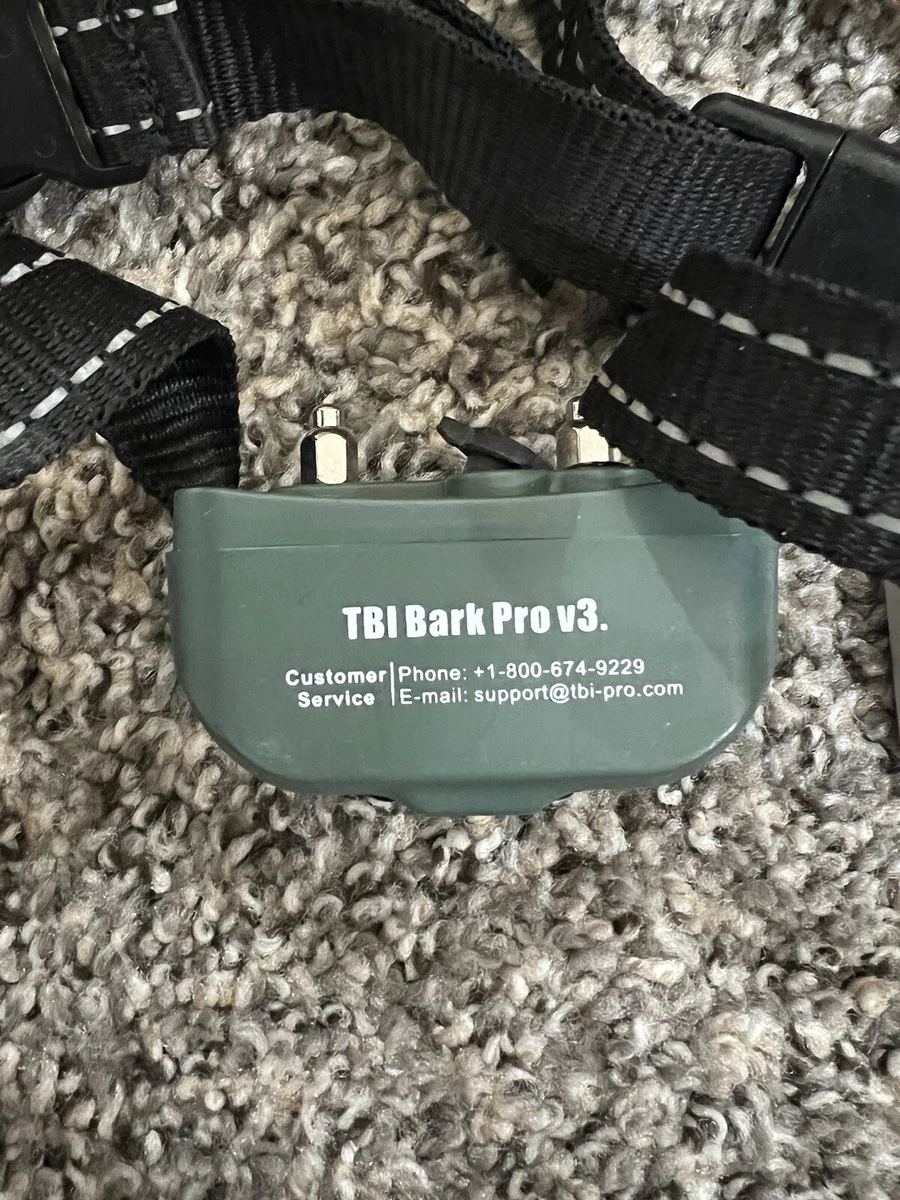 TBI Bark Pro v3.
Customer Service
Phone: +1-800-674-9229
E-mail: support@tbi-pro.com